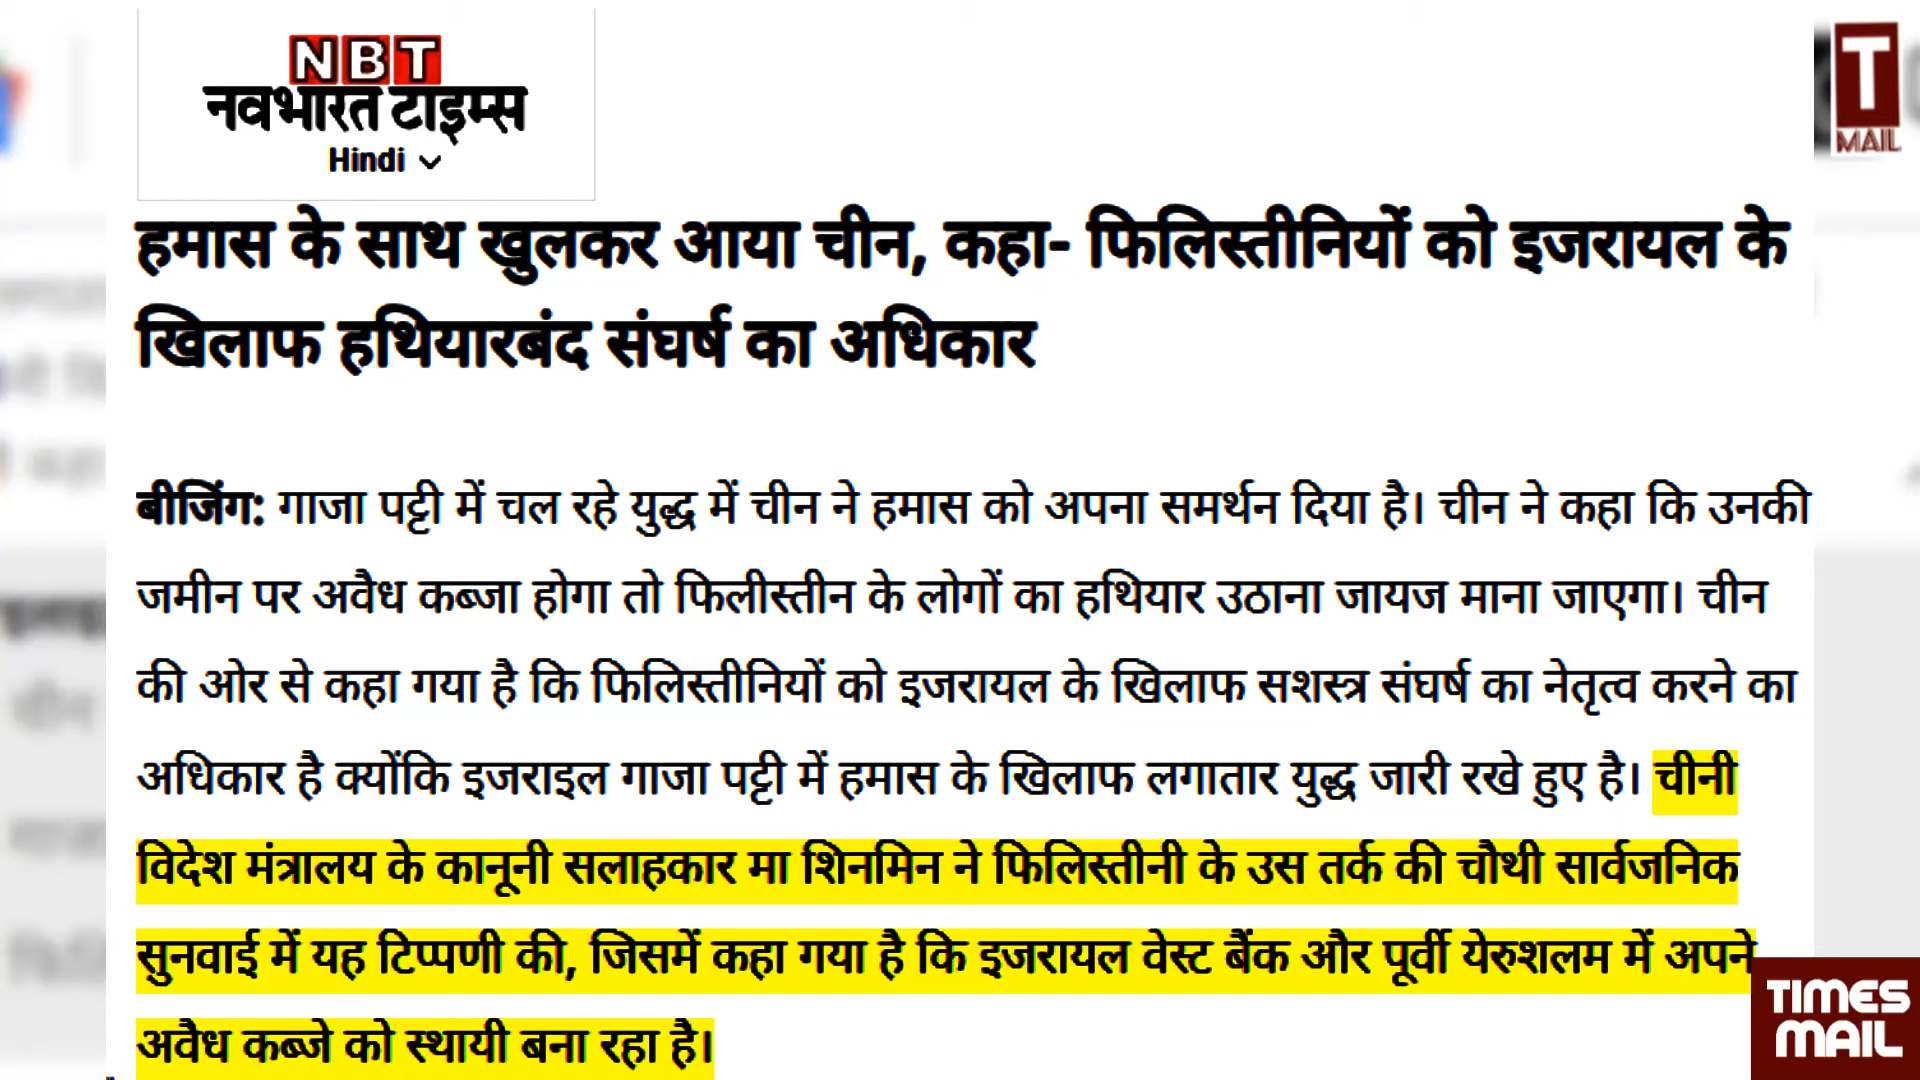 NBT
नवभारत टाइम्स
Hindi
T
MAIL
हमास के साथ खुलकर आया चीन, कहा- फिलिस्तीनियों को इजरायल के
खिलाफ हथियारबंद संघर्ष का अधिकार
बीजिंग: गाजा पट्टी में चल रहे युद्ध में चीन ने हमास को अपना समर्थन दिया है। चीन ने कहा कि उनकी
जमीन पर अवैध कब्जा होगा तो फिलीस्तीन के लोगों का हथियार उठाना जायज माना जाएगा। चीन
की ओर से कहा गया है कि फिलिस्तीनियों को इजरायल के खिलाफ सशस्त्र संघर्ष का नेतृत्व करने का
अधिकार है क्योंकि इजराइल गाजा पट्टी में हमास के खिलाफ लगातार युद्ध जारी रखे हुए है। चीनी
विदेश मंत्रालय के कानूनी सलाहकार मा शिनमिन ने फिलिस्तीनी के उस तर्क की चौथी सार्वजनिक
सुनवाई में यह टिप्पणी की, जिसमें कहा गया है कि इजरायल वेस्ट बैंक और पूर्वी येरुशलम में अपने
अवैध कब्जे को स्थायी बना रहा है।
TIMES
MAIL